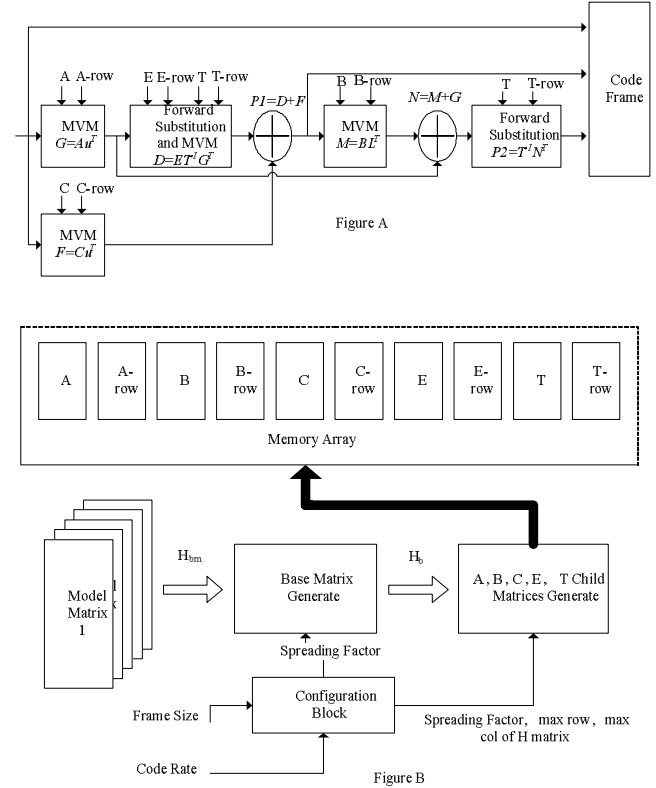 A A-row
E E-row T T-row
P1=D+F
B B-row
N=M+G
T T-row
Code
Frame
MVM
G=Au^T
Forward
Substitution
and MVM
D=ET^-1G^T
MVM
Forward
Substitution
P2=T^-1N^T
C C-row
MVM
F=Cu^T
Figure A
A
A-
row
B
B-
row
C
C-
row
E
E-
row
T
T-
row
Memory Array
Model
Matrix
1
H_bm
Base Matrix
Generate
H_b
A, B, C, E, T Child
Matrices Generate
Spreading Factor
Configuration
Block
Frame Size
Code Rate
Spreading Factor, max row, max
col of H matrix
Figure B